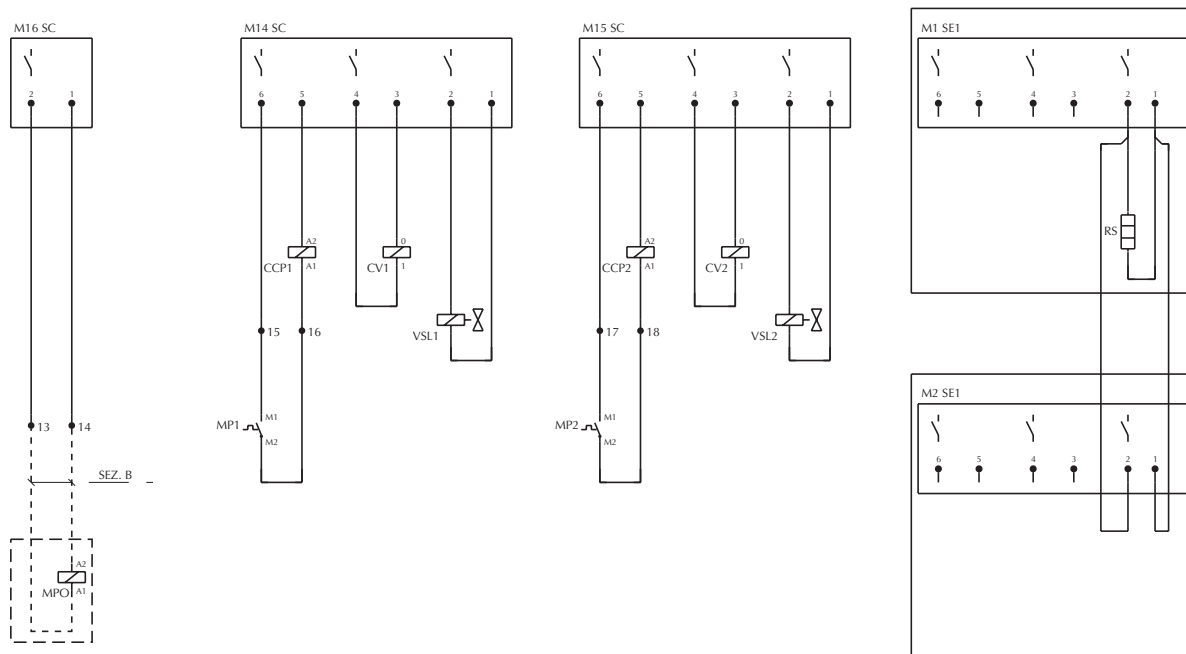 M16 SC
M14 SC
M15 SC
M1 SE1
2 1
6 5 4 3 2 1
6 5 4 3 2 1
6 5 4 3 2 1
RS
A2
CCP1
A1
0
CV1
1
A2
CCP2
A1
0
CV2
1
15
16
VSL1
17
18
VSL2
M2 SE1
13
14
M1
MP1
M2
M1
MP2
M2
6 5 4 3 2 1
SEZ. B
A2
MPO
A1